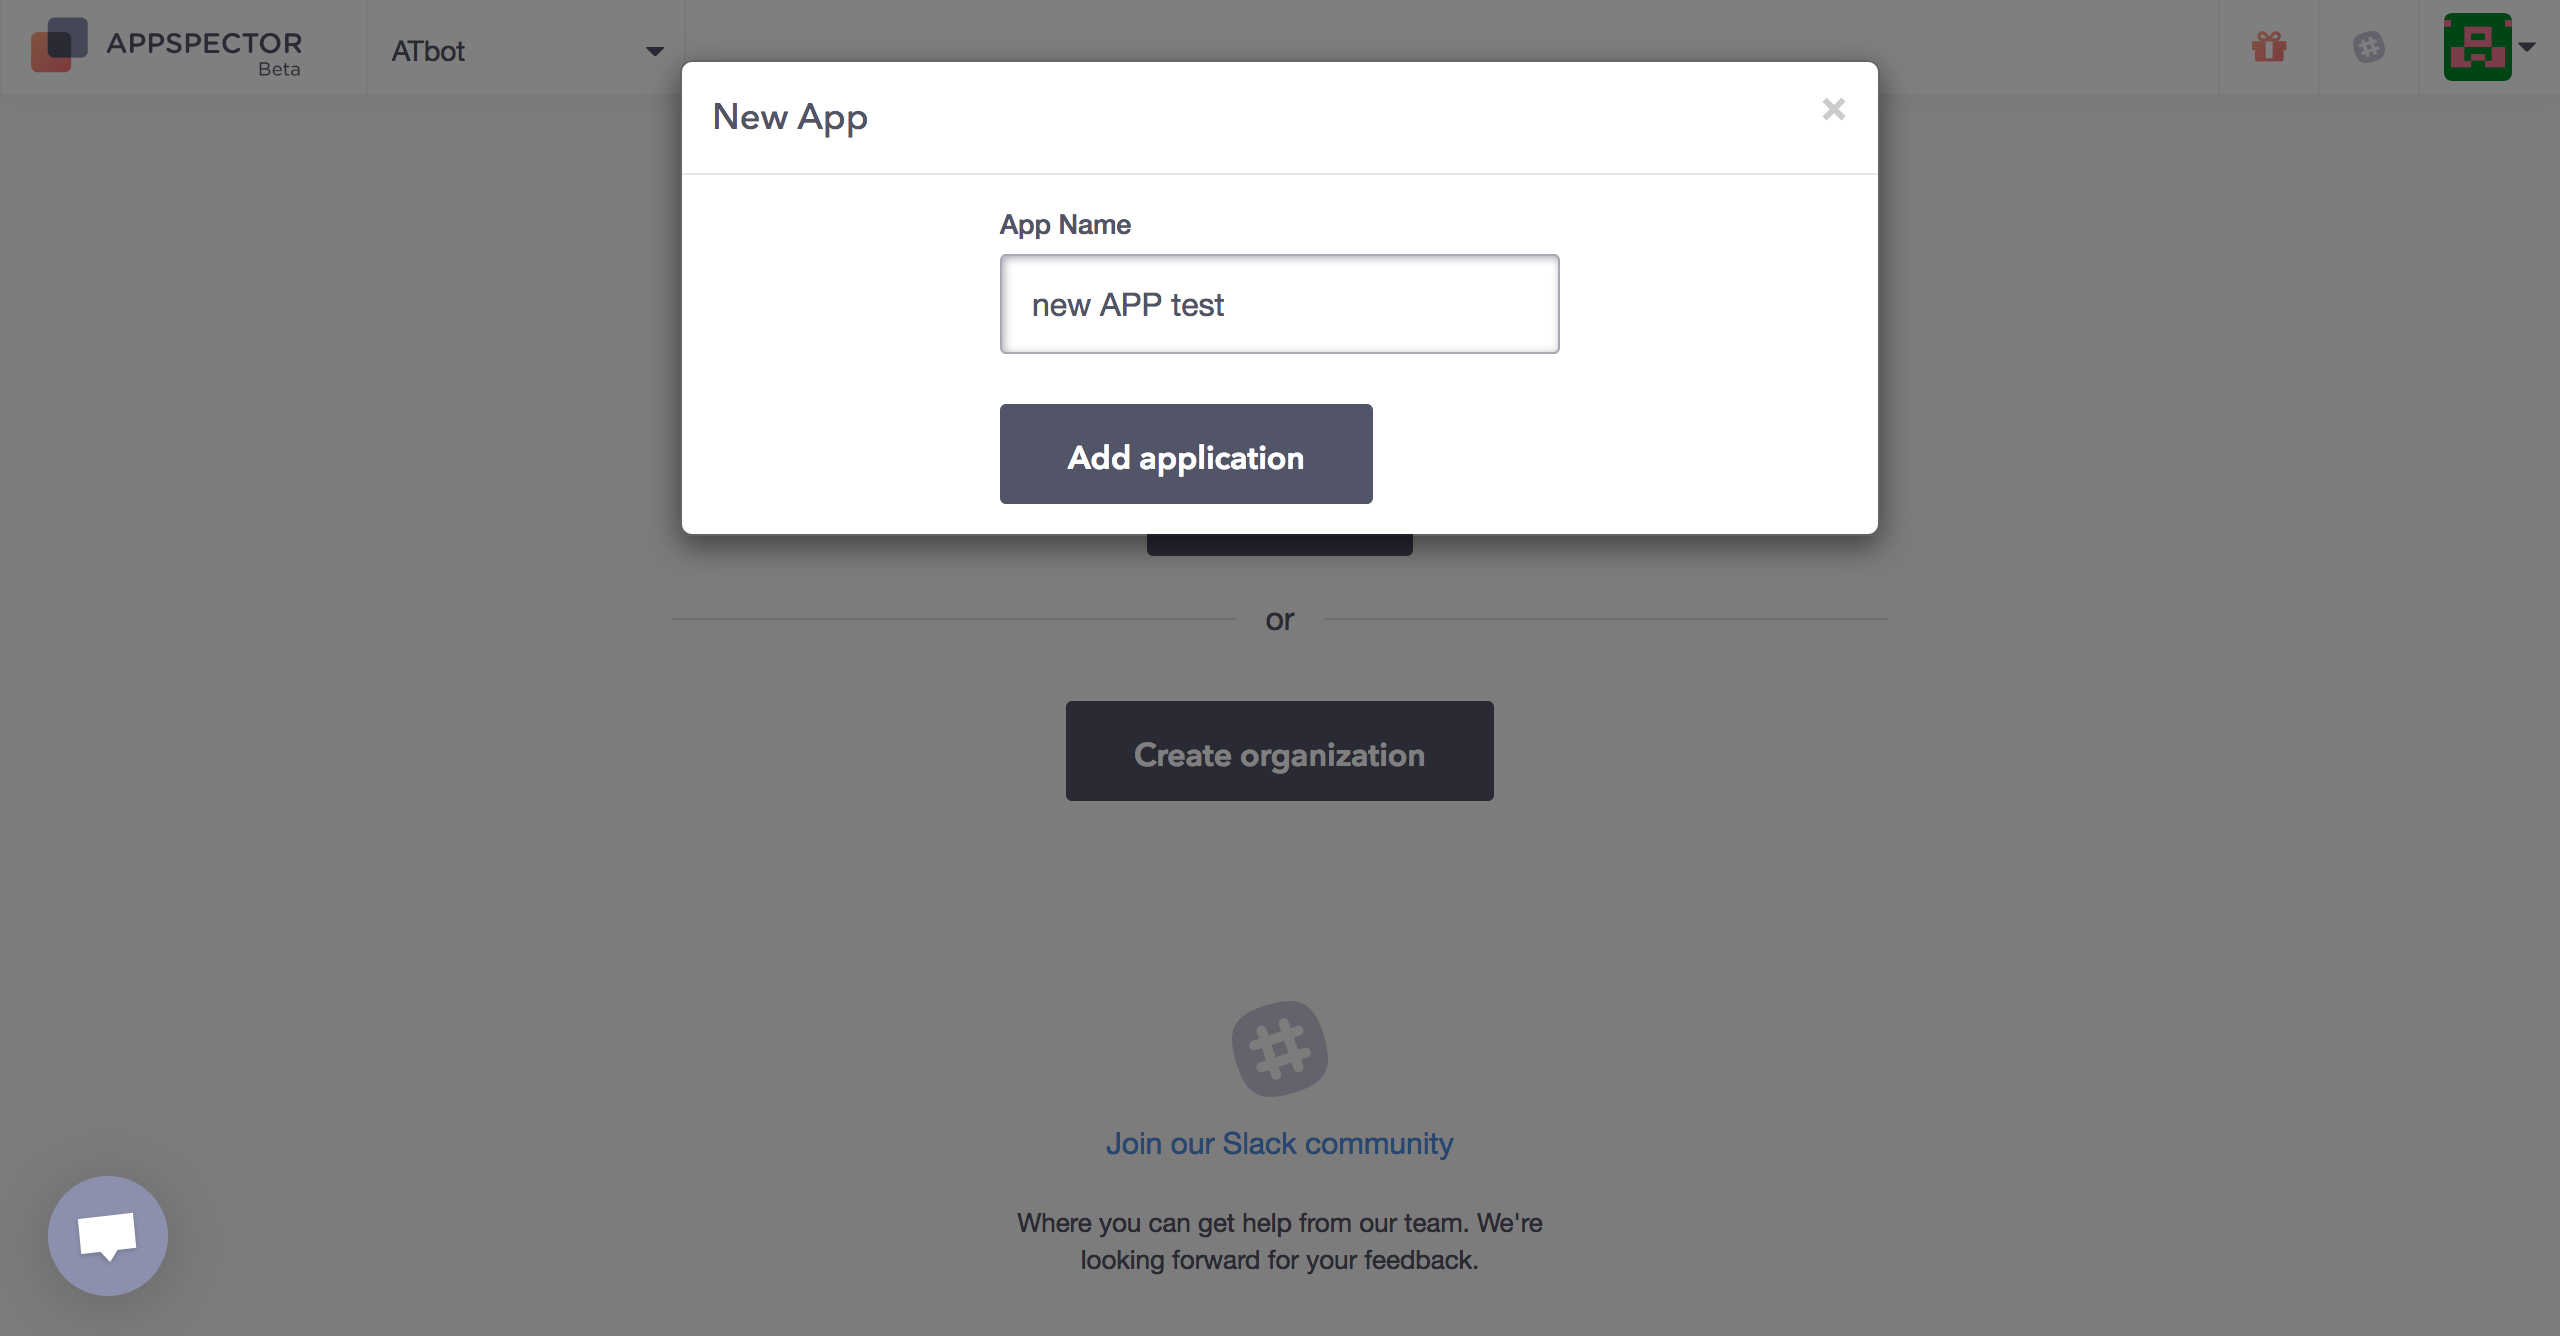 APPSPECTOR
Beta
ATbot
New App
App Name
new APP test
Add application
or
Create organization
Join our Slack community
Where you can get help from our team. We're
looking forward for your feedback.